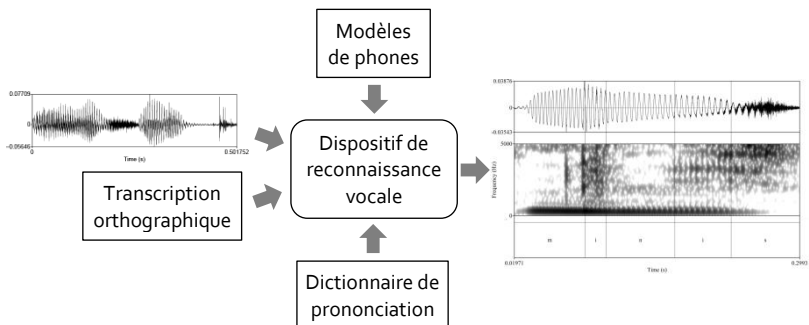 Modèles
de phones
0.07709
0
-0.05646
0
Time (s)
0.501752
Transcription
orthographique
Dispositif de
reconnaissance
vocale
Dictionnaire de
prononciation
0.03876
0
-0.03543
5000
Frequency (Hz)
0
m
i
n
i
s
0.01971
Time (s)
0.2993